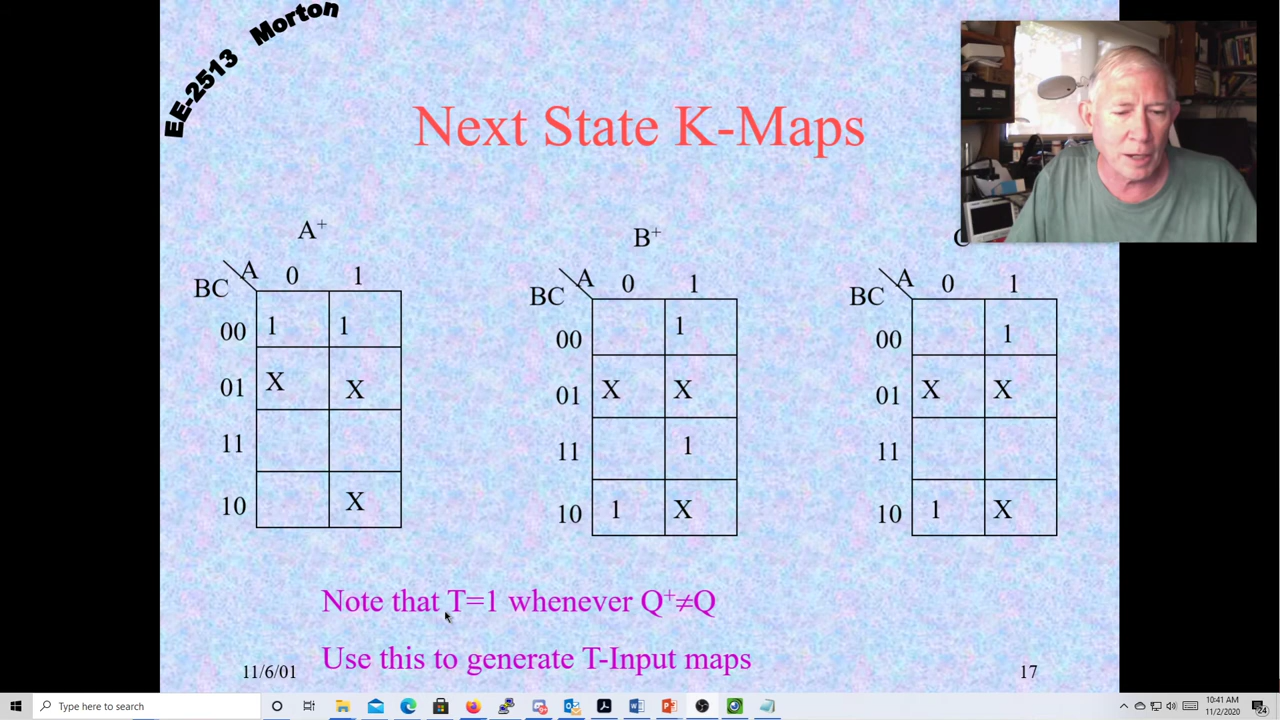 EE-2513 Morton
Next State K-Maps
A+
B+
C
A 0 1
BC
00 1 1
01 X X
11
10 X
A 0 1
BC
00 1
01 X X
11 1
10 1 X
A 0 1
BC
00 1
01 X X
11
10 1 X
Note that T=1 whenever Q+≠Q
Use this to generate T-Input maps
11/6/01
17
Type here to search
10:41 AM
11/2/2020
24